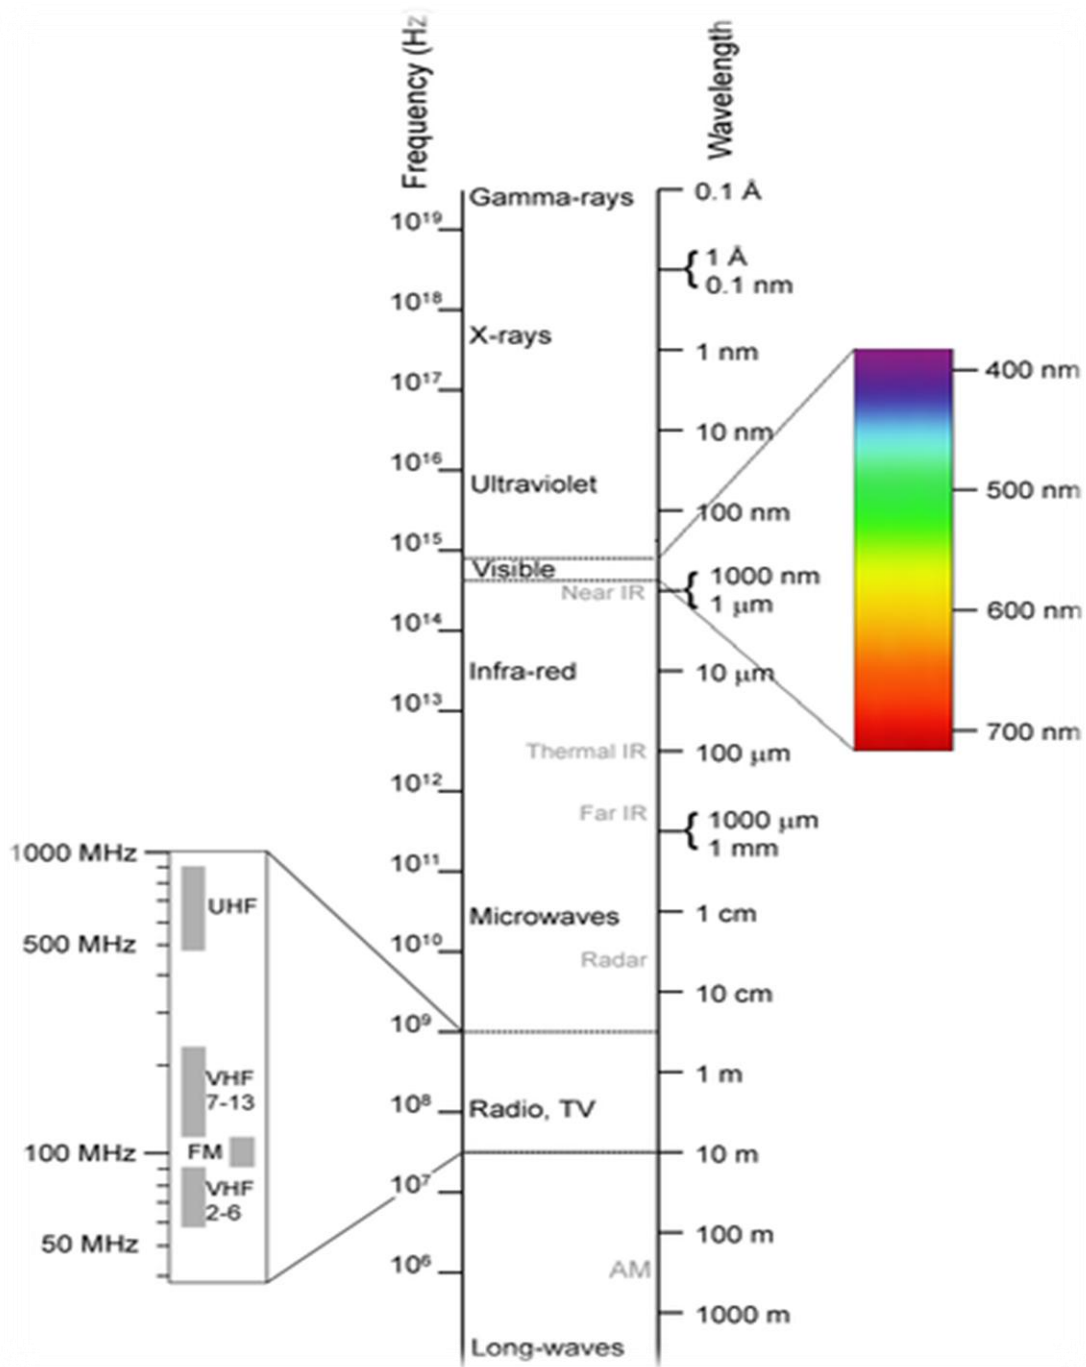 Frequency (Hz
Wavelength
Gamma-rays
0.1 Å
10¹⁹
1 Å
0.1 nm
10¹⁸
X-rays
1 nm
10¹⁷
400 nm
10 nm
10¹⁶
Ultraviolet
500 nm
100 nm
10¹⁵
Visible
1000 nm
Near IR
1 µm
600 nm
10¹⁴
Infra-red
10 µm
10¹³
700 nm
Thermal IR
100 µm
10¹²
Far IR
1000 µm
1 mm
1000 MHz
10¹¹
UHF
Microwaves
1 cm
500 MHz
10¹⁰
Radar
10 cm
10⁹
VHF
7-13
1 m
10⁸
Radio, TV
100 MHz
FM
10 m
VHF
2-6
10⁷
50 MHz
100 m
10⁶
AM
1000 m
Long-waves